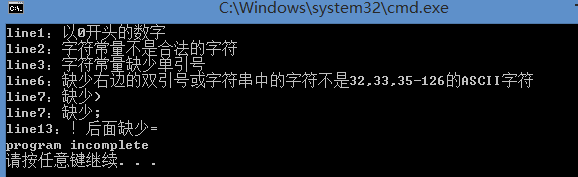 C:\Windows\system32\cmd.exe
line1：以0开头的数字
line2：字符常量不是合法的字符
line3：字符常量缺少单引号
line6：缺少右边的双引号或字符串中的字符不是32,33,35-126的ASCII字符
line7：缺少)
line7：缺少;
line13：！后面缺少=
program incomplete
请按任意键继续. . .